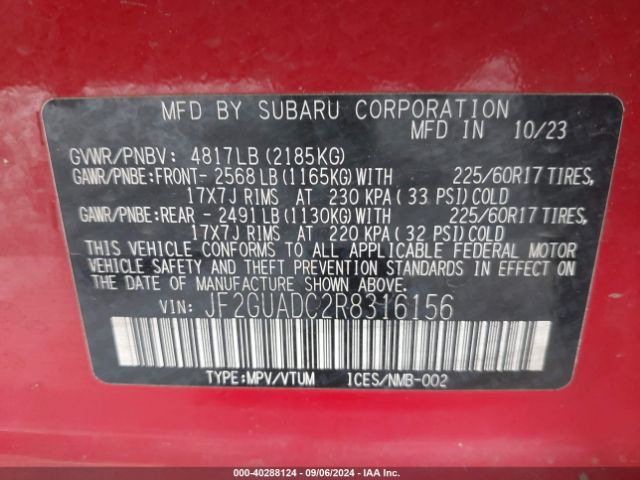 MFD BY SUBARU CORPORATION
MFD IN 10/23
GVWR/PNBV: 4817LB(2185KG)
GAWR/PNBE:FRONT- 2568LB(1165KG)WITH 225/60R17 TIRES,
17X7J RIMS AT 230 KPA( 33 PSI)COLD
GAWR/PNBE:REAR - 2491LB(1130KG)WITH 225/60R17 TIRES,
17X7J RIMS AT 220 KPA( 32 PSI)COLD
THIS VEHICLE CONFORMS TO ALL APPLICABLE FEDERAL MOTOR
VEHICLE SAFETY AND THEFT PREVENTION STANDARDS IN EFFECT ON
THE DATE OF MANUFACTURE SHOWN ABOVE.
VIN: JF2GUADC2R8316156
TYPE:MPV/VTUM ICES/NMB-002
000-40288124 - 09/06/2024 - IAA Inc.